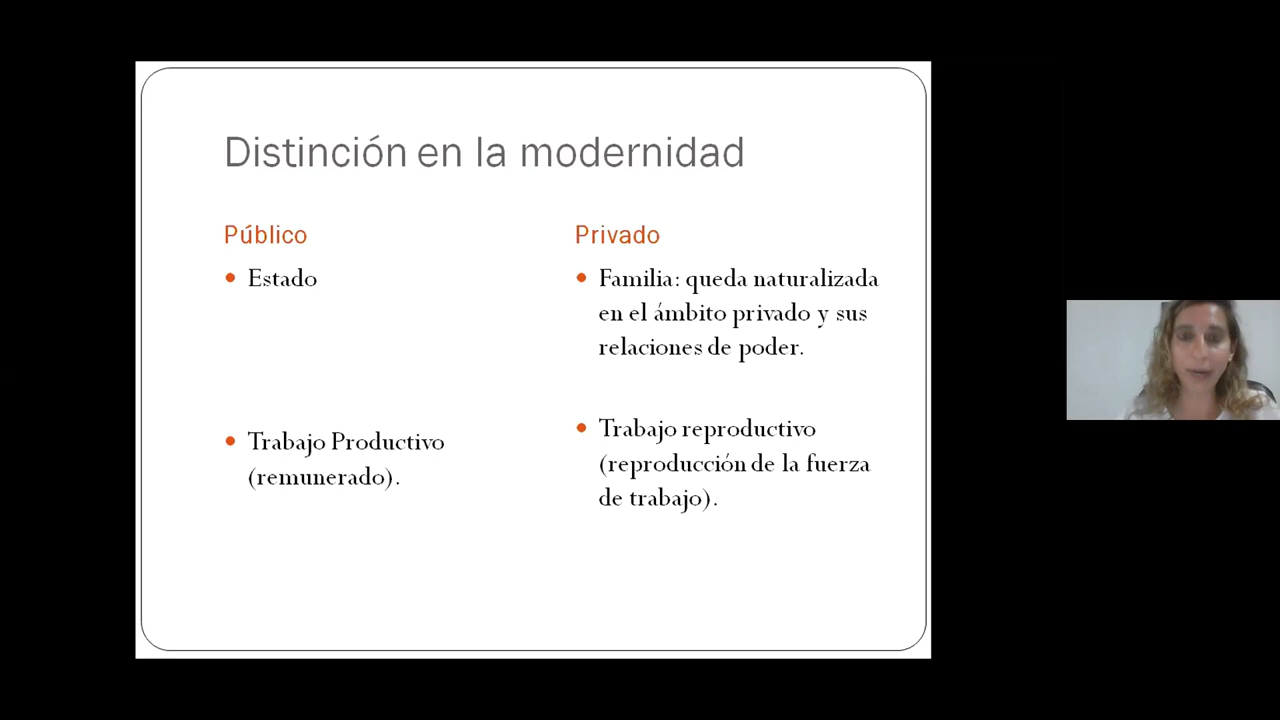 Distinción en la modernidad
Público
• Estado
• Trabajo Productivo
(remunerado).
Privado
• Familia: queda naturalizada
en el ámbito privado y sus
relaciones de poder.
• Trabajo reproductivo
(reproducción de la fuerza
de trabajo).